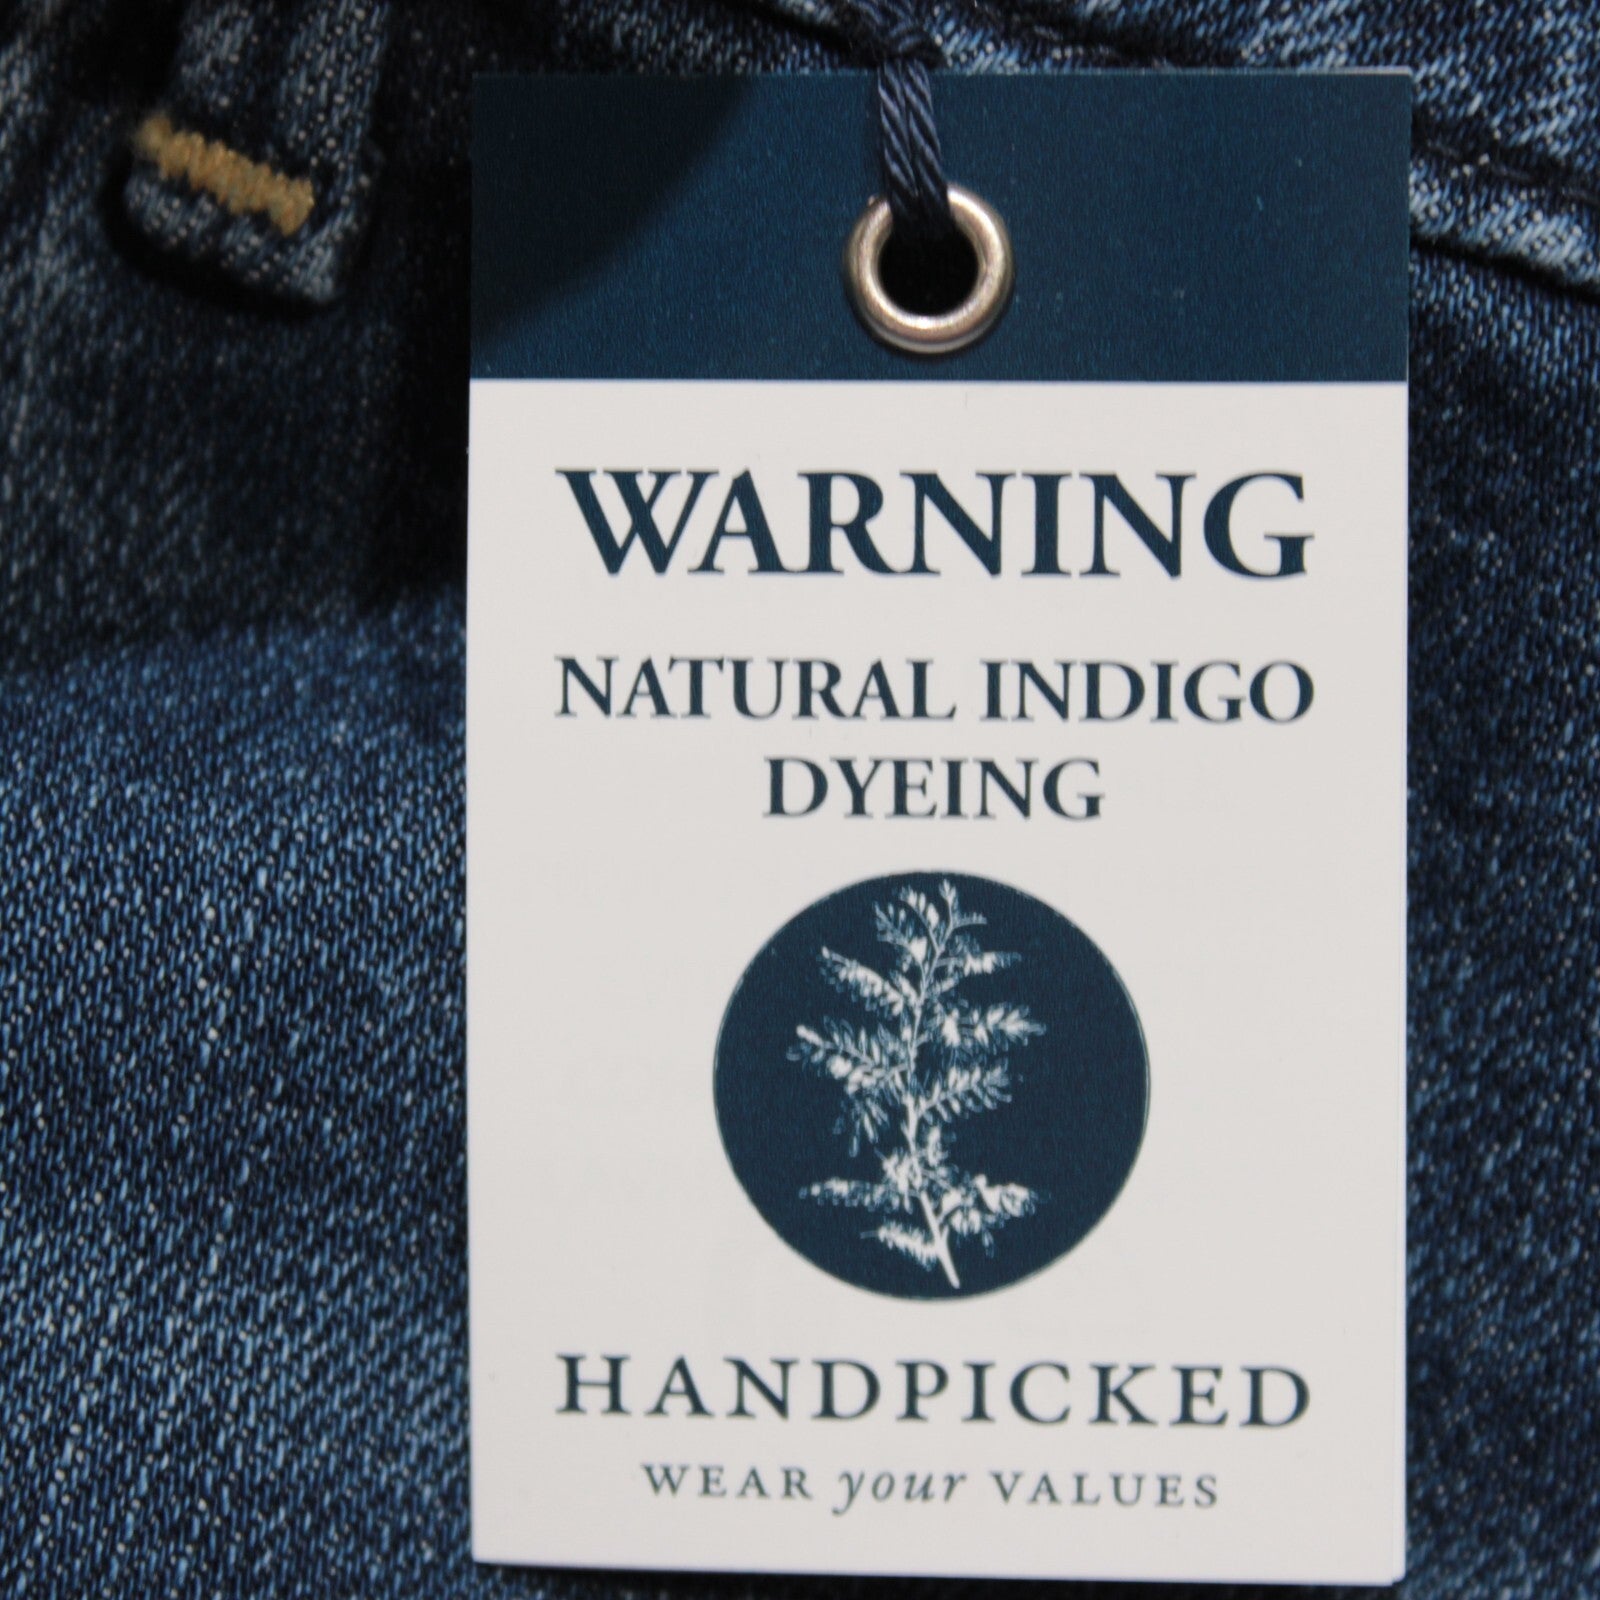 WARNING
NATURAL INDIGO
DYEING
HANDPICKED
WEAR your VALUES